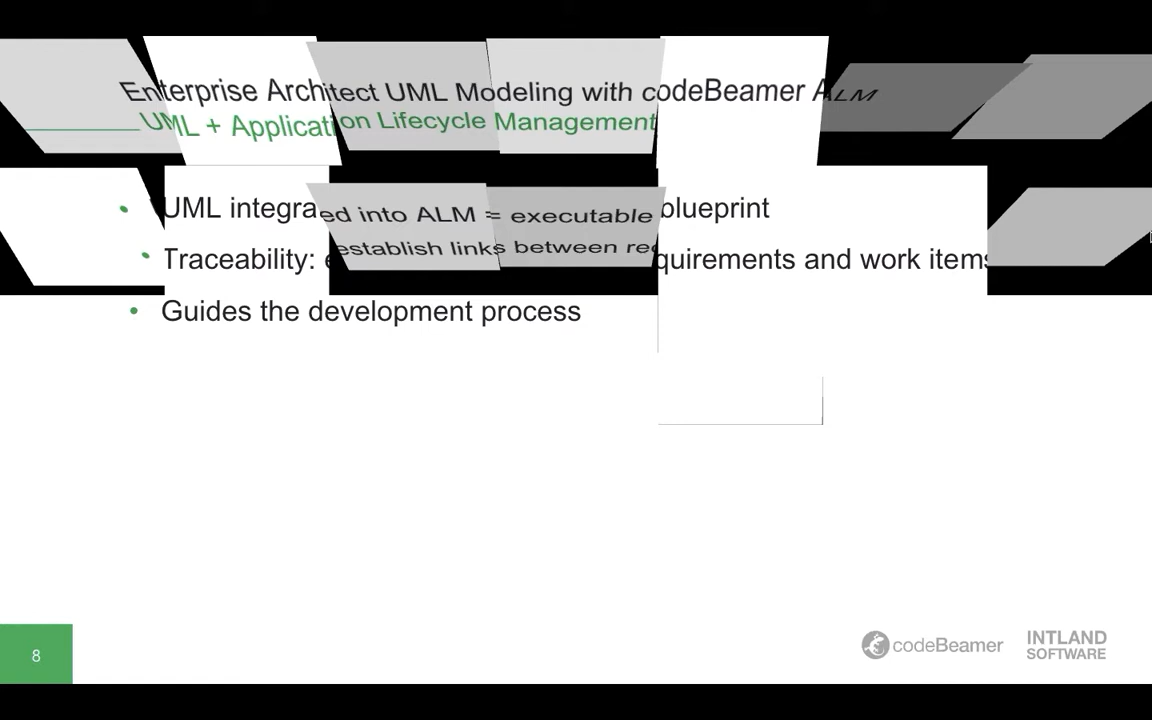 Enterprise Architect UML Modeling with codeBeamer ALM
UML + Application Lifecycle Management
• UML integrated into ALM = executable blueprint
• Traceability: establish links between requirements and work items
• Guides the development process
8
codeBeamer
INTLAND
SOFTWARE